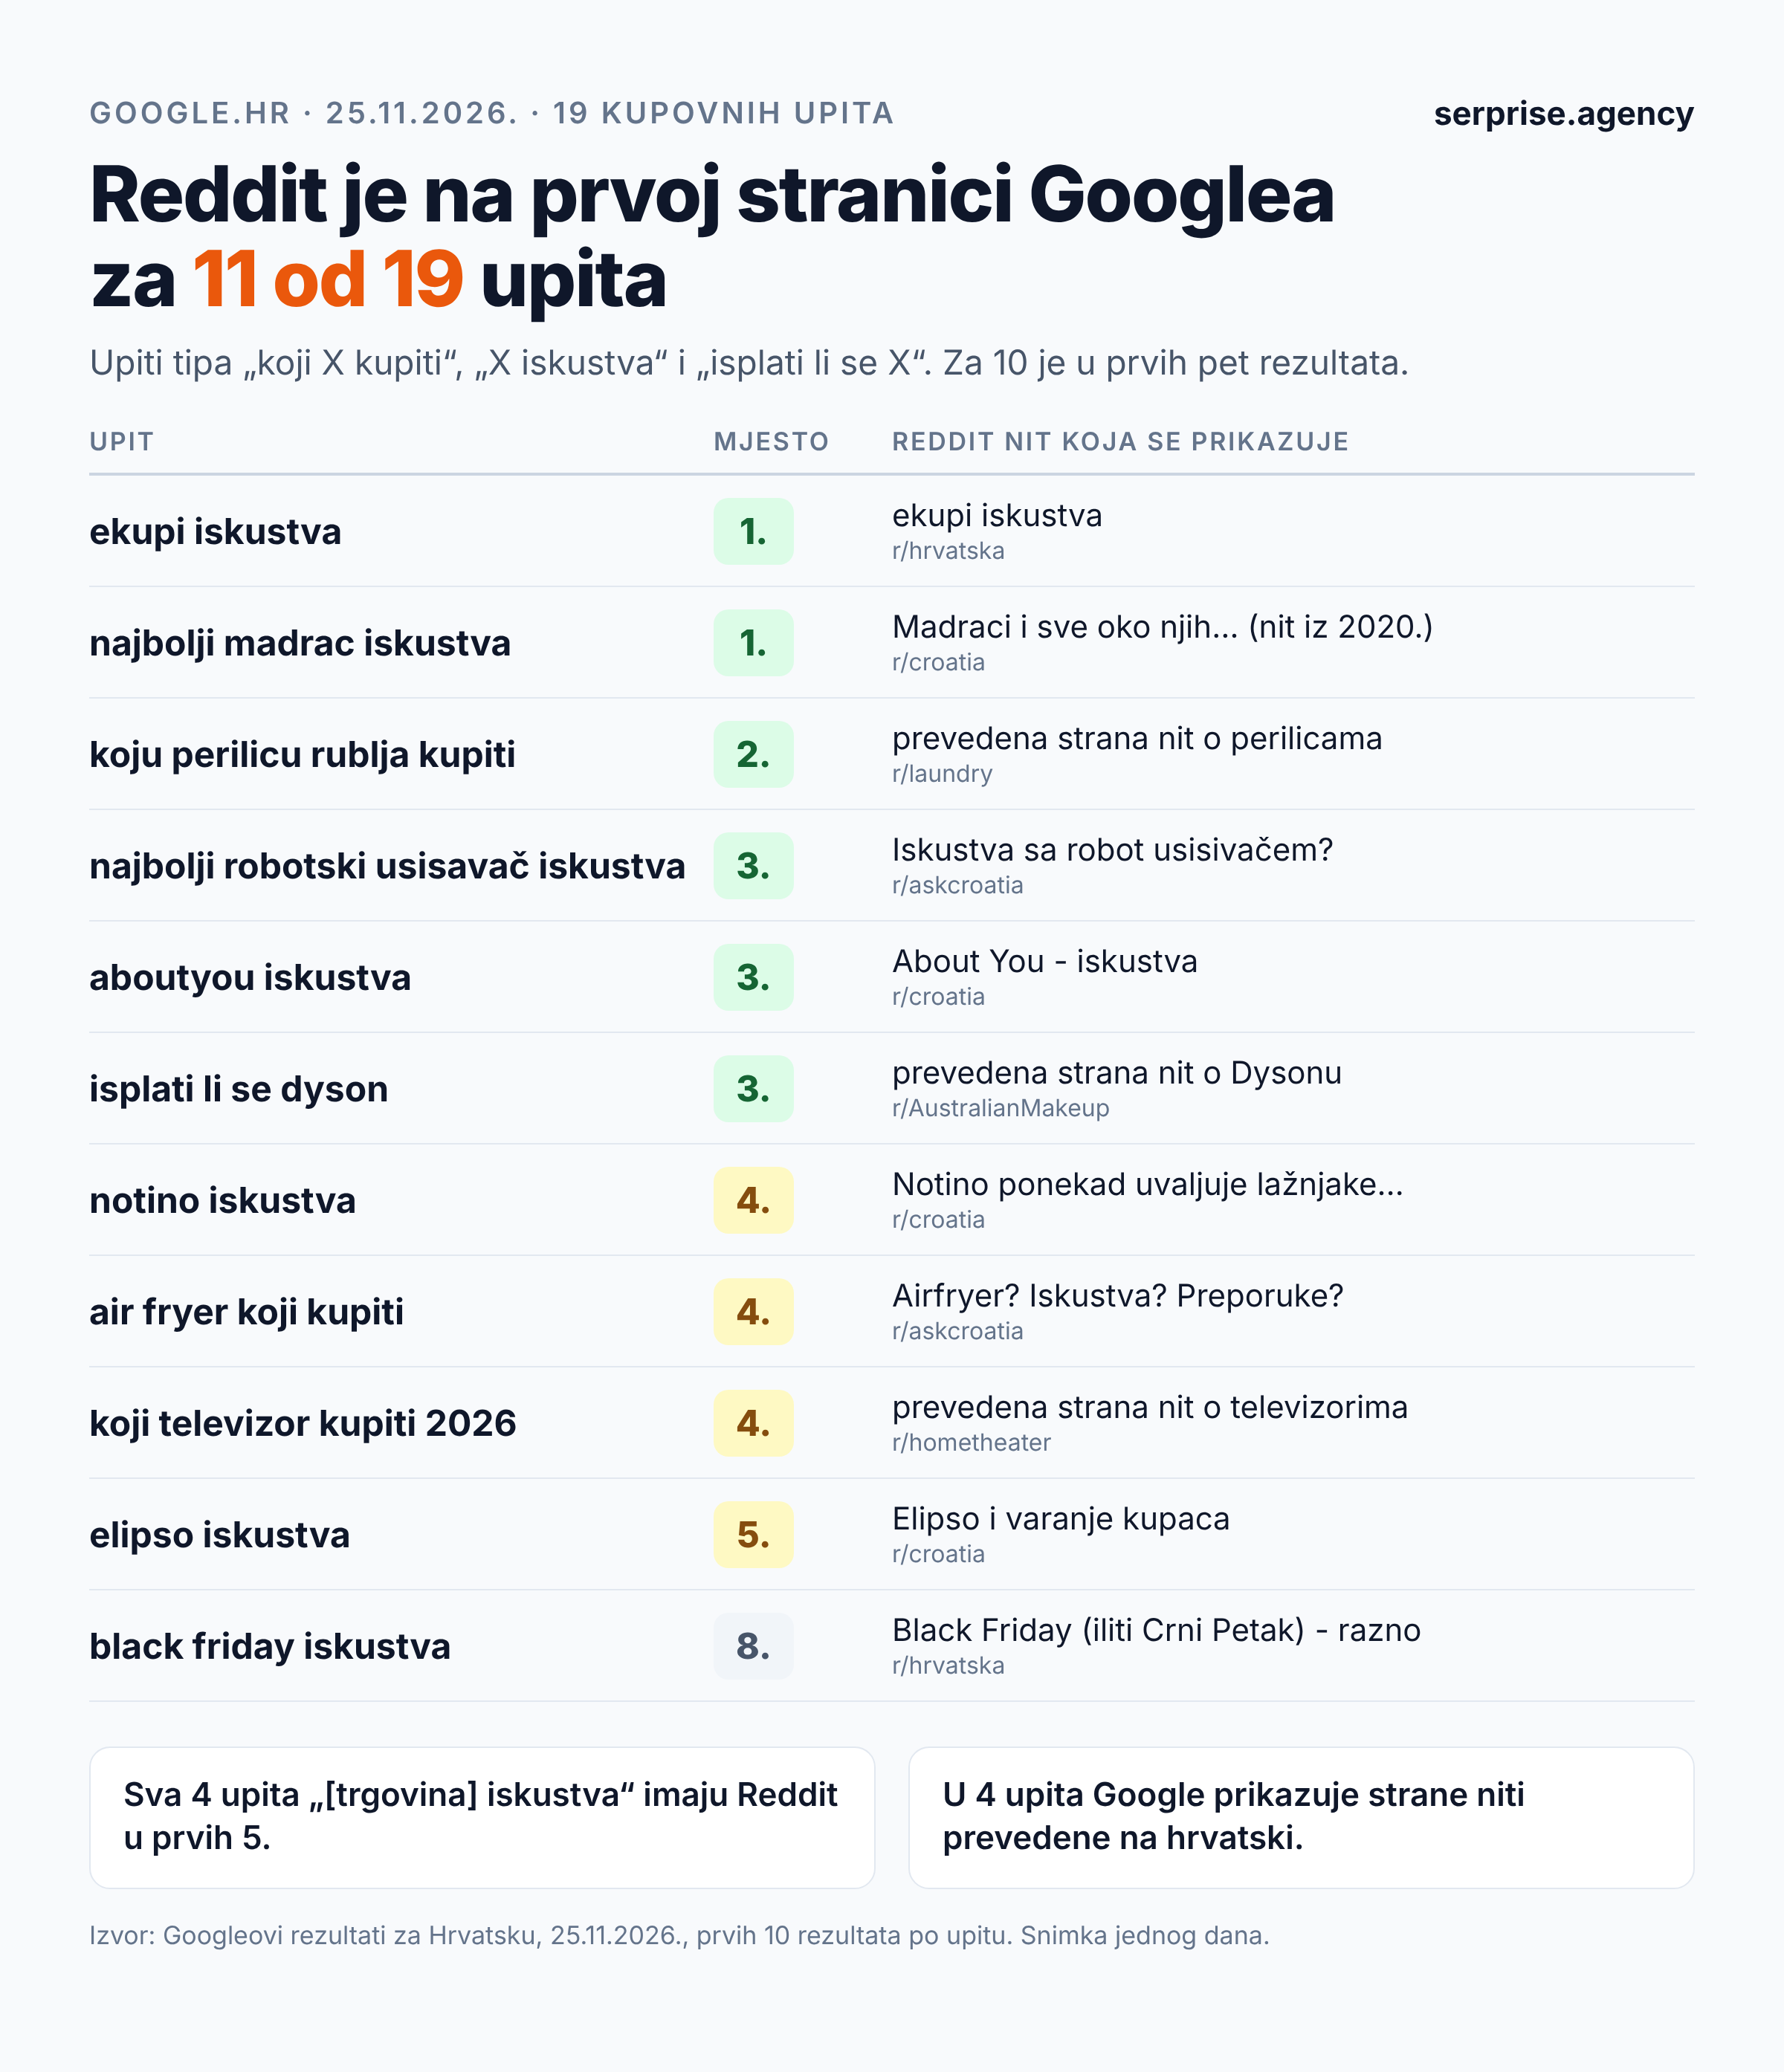 GOOGLE.HR · 25.11.2026. · 19 KUPOVNIH UPITA
serprise.agency
Reddit je na prvoj stranici Googlea
za 11 od 19 upita
Upiti tipa „koji X kupiti“, „X iskustva“ i „isplati li se X“. Za 10 je u prvih pet rezultata.
UPIT MJESTO REDDIT NIT KOJA SE PRIKAZUJE
ekupi iskustva 1. ekupi iskustva
r/hrvatska
najbolji madrac iskustva 1. Madraci i sve oko njih... (nit iz 2020.)
r/croatia
koju perilicu rublja kupiti 2. prevedena strana nit o perilicama
r/laundry
najbolji robotski usisavač iskustva 3. Iskustva sa robot usisivačem?
r/askcroatia
aboutyou iskustva 3. About You - iskustva
r/croatia
isplati li se dyson 3. prevedena strana nit o Dysonu
r/AustralianMakeup
notino iskustva 4. Notino ponekad uvaljuje lažnjake...
r/croatia
air fryer koji kupiti 4. Airfryer? Iskustva? Preporuke?
r/askcroatia
koji televizor kupiti 2026 4. prevedena strana nit o televizorima
r/hometheater
elipso iskustva 5. Elipso i varanje kupaca
r/croatia
black friday iskustva 8. Black Friday (iliti Crni Petak) - razno
r/hrvatska
Sva 4 upita „[trgovina] iskustva“ imaju Reddit
u prvih 5.
U 4 upita Google prikazuje strane niti
prevedene na hrvatski.
Izvor: Googleovi rezultati za Hrvatsku, 25.11.2026., prvih 10 rezultata po upitu. Snimka jednog dana.